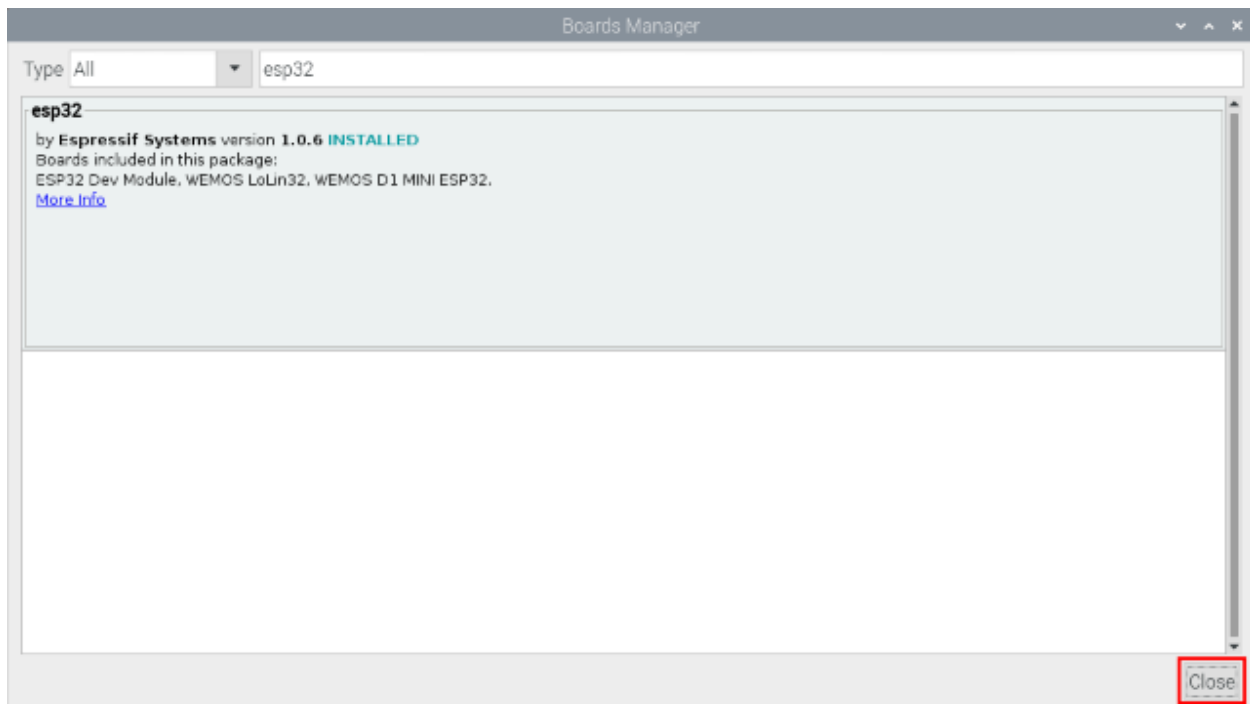 Boards Manager
Type All esp32
esp32
by Espressif Systems version 1.0.6 INSTALLED
Boards included in this package:
ESP32 Dev Module, WEMOS LoLin32, WEMOS D1 MINI ESP32.
More Info
Close